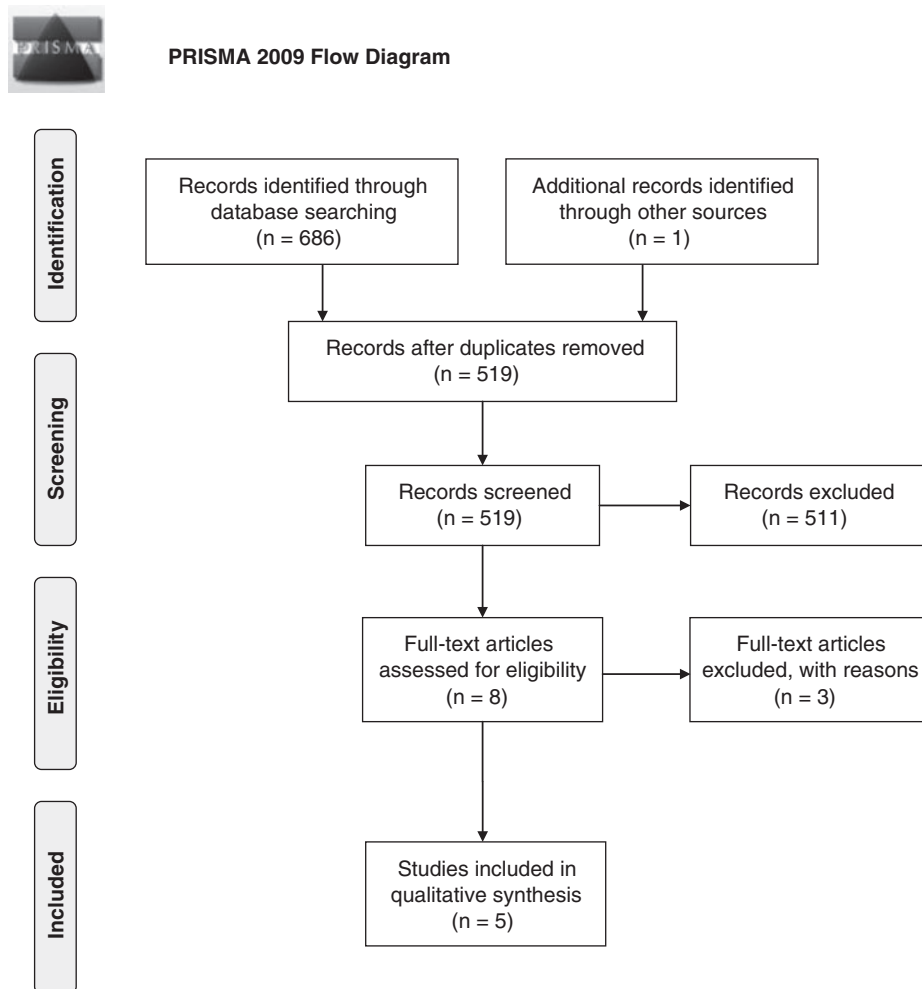 PRISMA
PRISMA 2009 Flow Diagram
Identification
Records identified through
database searching
(n = 686)
Additional records identified
through other sources
(n = 1)
Records after duplicates removed
(n = 519)
Screening
Records screened
(n = 519)
Records excluded
(n = 511)
Eligibility
Full-text articles
assessed for eligibility
(n = 8)
Full-text articles
excluded, with reasons
(n = 3)
Included
Studies included in
qualitative synthesis
(n = 5)